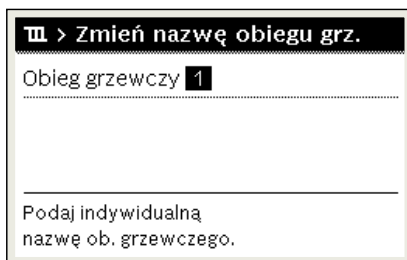 > Zmień nazwę obiegu grz.
Obieg grzewczy 1
Podaj indywidualną
nazwę ob. grzewczego.